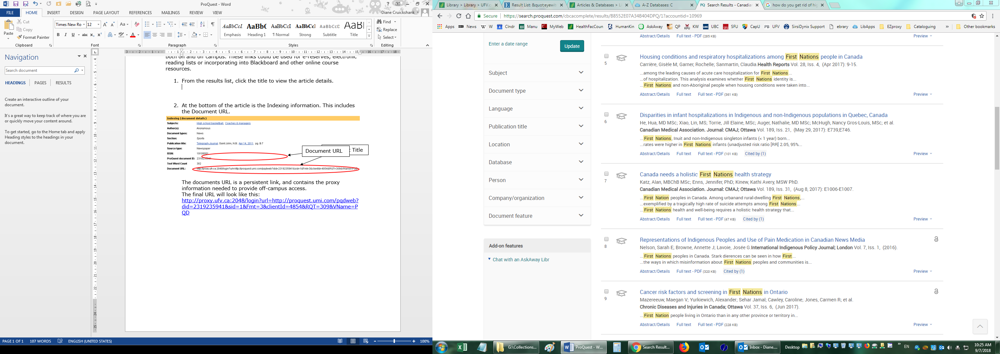 ProQuest - Word
Diane Cruickshank
FILE HOME INSERT DESIGN PAGE LAYOUT REFERENCES MAILINGS REVIEW VIEW
Paste
Cut
Copy
Format Painter
Clipboard
Times New Ro 12
Font
Paragraph
AaBbCcL AaBb( AaBbCcI AaBbCcl AaBbCcD AaBl
Emphasis Heading 1 ¶ Normal Strong Subtitle Title
Styles
Find
Replace
Select
Editing
Navigation
Search document
HEADINGS PAGES RESULTS
Create an interactive outline of your
document.
It's a great way to keep track of where you are
or quickly move your content around.
To get started, go to the Home tab and apply
Heading styles to the headings in your
document.
both on and off campus. These links could be used for e-reserves, electronic
reading lists or incorporating into Blackboard and other online course
resources.
1. From the results list, click the title to view the article details.
2. At the bottom of the article is the Indexing information. This includes
the Document URL.
Indexing (document details)
Subjects: High school basketball, Coaches & managers
Author(s): Anonymous
Document types: News
Section: Sports
Publication title: Telegraph-Journal. Saint John, N.B.: Apr 14, 2011. pg. B.7
Source type: Newspaper
ISSN: 19108001
ProQuest document ID: 2319235941
Text Word Count 382
Document URL: http://proxy.ufv.ca:2048/login?url=http://proquest.umi.com/pqdweb?did=2319235941&sid=1&Fmt=3&clientId=4854&RQT=309&VName=PQD
Document URL
t Title
The documents URL is a persistent link, and contains the proxy
information needed to provide off-campus access.
The final URL will look like this:
http://proxy.ufv.ca:2048/login?url=http://proquest.umi.com/pqdweb?
did=2319235941&sid=1&Fmt=3&clientId=4854&RQT=309&VName=P
QD
PAGE 1 OF 1 107 WORDS ENGLISH (UNITED STATES) 100%
Library > Library > UFV.c Result List: &quot;eyewit Articles & Databases > Li A-Z Databases: C PQ Search Results - Canadia how do you get rid of hig
Secure https://search.proquest.com/cbcacomplete/results/B8552E07A34B404DPQ/1?accountid=10969
Apps News W Clndr Manu MyWeb HealthFacCoun HumanKin AskAway QP KW UBC SFU CapU UFV SirsiDynix Support ebrary LibApps EZproxy Cataloguing » Other bookmarks
Enter a date range
Update
Subject
Document type
Language
Publication title
Location
Database
Person
Company/organization
Document feature
Add-on features
Chat with an AskAway Libr
Abstract/Details Full text - PDF (285 KB) Preview
5
Housing conditions and respiratory hospitalizations among First Nations people in Canada
Carrière, Gisèle M; Garner, Rochelle; Sanmartin, Claudia.Health Reports Vol. 28, Iss. 4, (Apr 2017): 9-15.
...among the leading causes of acute care hospitalization for First Nations...
...of hospitalization. This analysis examines whether First Nations identity is...
...First Nations and non-Aboriginal people when housing conditions were taken into...
Abstract/Details Full text Full text - PDF (361 KB) Preview
6
Disparities in infant hospitalizations in Indigenous and non-Indigenous populations in Quebec, Canada
He, Hua, MD MSc; Xiao, Lin, MS; Torrie, Jill Elaine, MSc; Auger, Nathalie, MD MSc; McHugh, Nancy Gros-Louis, MSc; et al.
Canadian Medical Association. Journal: CMAJ; Ottawa Vol. 189, Iss. 21, (May 29, 2017): E739,E746.
...First Nations, Inuit and non-Indigenous singleton infants (< 1 year) born...
...rates were higher in First Nations infants (unadjusted risk ratio [RR] 2.05, 95%...
Abstract/Details Full text Full text - PDF (101 KB) Cited by (1) Preview
7
Canada needs a holistic First Nations health strategy
Katz, Alan, MBChB MSc; Enns, Jennifer, PhD; Kinew, Kathi Avery, MSW PhD.
Canadian Medical Association. Journal: CMAJ; Ottawa Vol. 189, Iss. 31, (Aug 8, 2017): E1006-E1007.
...First Nation peoples in Canada. Among urbanand rural-dwelling First Nations,...
...exemplified by a tragically high rate of suicide attempts among First Nations...
...First Nations health and well-being requires a holistic health strategy that...
Abstract/Details Full text Full text - PDF (47 KB) Cited by (1) Preview
8
Representations of Indigenous Peoples and Use of Pain Medication in Canadian News Media
Nelson, Sarah E; Browne, Annette J; Lavoie, Josée G.International Indigenous Policy Journal; London Vol. 7, Iss. 1, (2016).
...First Nations peoples in Canada. Stark dierences can be seen in how First...
...the ways in which misinformation about First Nations peoples and communities is...
Abstract/Details Full text - PDF (320 KB) Cited by (1) Preview
9
Cancer risk factors and screening in First Nations in Ontario
Mazereeuw, Maegan V; Yurkiewich, Alexander; Sehar Jamal; Cawley, Caroline; Jones, Carmen R; et al.
Chronic Diseases and Injuries in Canada; Ottawa Vol. 37, Iss. 6, (Jun 2017).
...First Nation people living in Ontario than in any other province or territory in...
Abstract/Details Full text Full text - PDF (228 KB) Preview
G:\Collections... ProQuest - W... Search Result... Inbox - Diane.... Desktop » EN 10:25 AM
9/7/2018